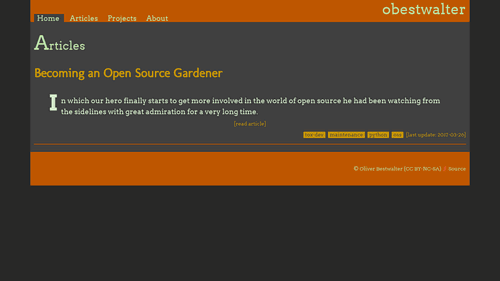 obestwalter
Home Articles Projects About
Articles
Becoming an Open Source Gardener
In which our hero finally starts to get more involved in the world of open source he had been watching from
the sidelines with great admiration for a very long time.
[read article]
tox-dev maintenance python oss [last update:
© Oliver Bestwalter (CC BY-NC-SA) | Source